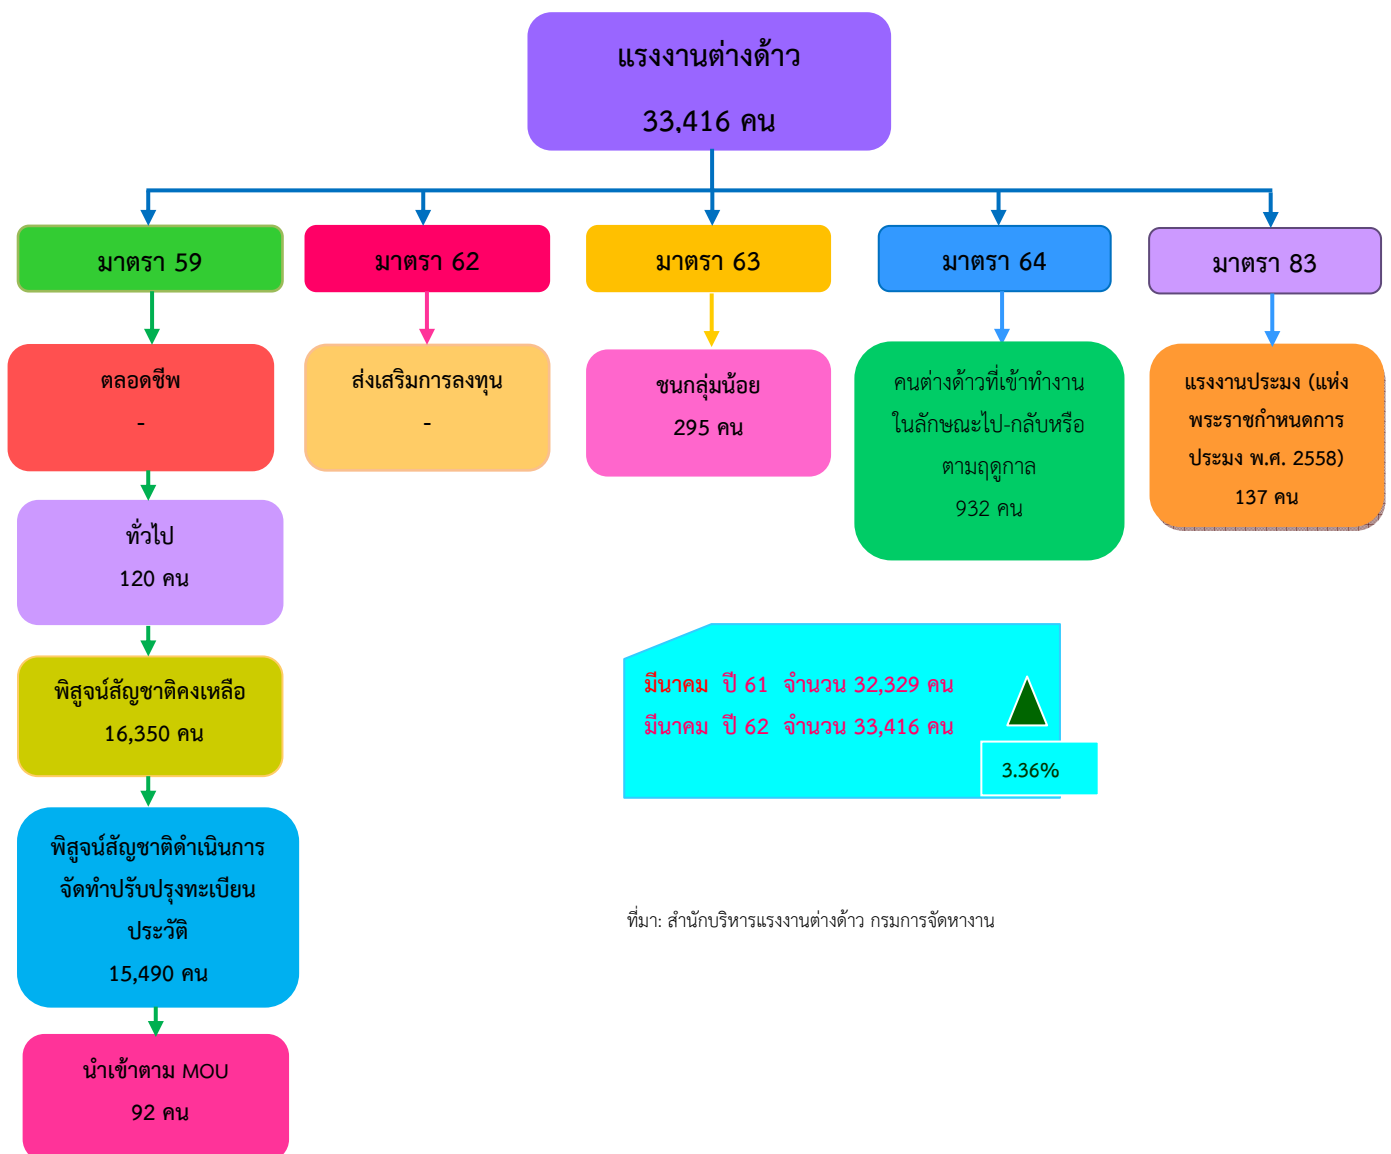 แรงงานต่างด้าว
33,416 คน
มาตรา 59
มาตรา 62
มาตรา 63
มาตรา 64
มาตรา 83
ตลอดชีพ
-
ส่งเสริมการลงทุน
-
ชนกลุ่มน้อย
295 คน
คนต่างด้าวที่เข้าทำงาน
ในลักษณะไป-กลับหรือ
ตามฤดูกาล
932 คน
แรงงานประมง (แห่ง
พระราชกำหนดการ
ประมง พ.ศ. 2558)
137 คน
ทั่วไป
120 คน
พิสูจน์สัญชาติคงเหลือ
16,350 คน
พิสูจน์สัญชาติดำเนินการ
จัดทำปรับปรุงทะเบียน
ประวัติ
15,490 คน
นำเข้าตาม MOU
92 คน
มีนาคม ปี 61 จำนวน 32,329 คน
มีนาคม ปี 62 จำนวน 33,416 คน
3.36%
ที่มา: สำนักบริหารแรงงานต่างด้าว กรมการจัดหางาน